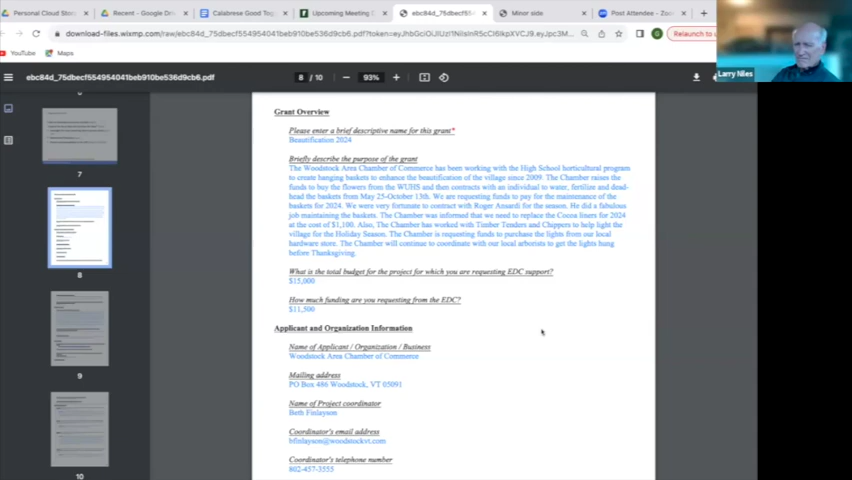 Personal Cloud Stora
Recent - Google Driv
Calabrese Good Tog
Upcoming Meeting D
ebc84d_75dbecf554
Minor side
Post Attendee - Zoo
download-files.wixmp.com/raw/ebc84d_75dbecf554954041beb910be536d9cb6.pdf?token=
Relaunch to u
YouTube
Maps
Larry Niles
ebc84d_75dbecf554954041beb910be536d9cb6.pdf
8 / 10
93%
7
8
9
10
Grant Overview
Please enter a brief descriptive name for this grant*
Beautification 2024
Briefly describe the purpose of the grant
The Woodstock Area Chamber of Commerce has been working with the High School horticultural program
to create hanging baskets to enhance the beautification of the village since 2009. The Chamber raises the
funds to buy the flowers from the WUHS and then contracts with an individual to water, fertilize and dead-
head the baskets from May 25-October 13th. We are requesting funds to pay for the maintenance of the
baskets for 2024. We were very fortunate to contract with Roger Ansardi for the season. He did a fabulous
job maintaining the baskets. The Chamber was informed that we need to replace the Cocoa liners for 2024
at the cost of $1,100. Also, The Chamber has worked with Timber Tenders and Chippers to help light the
village for the Holiday Season. The Chamber is requesting funds to purchase the lights from our local
hardware store. The Chamber will continue to coordinate with our local arborists to get the lights hung
before Thanksgiving.
What is the total budget for the project for which you are requesting EDC support?
$15,000
How much funding are you requesting from the EDC?
$11,500
Applicant and Organization Information
Name of Applicant / Organization / Business
Woodstock Area Chamber of Commerce
Mailing address
PO Box 486 Woodstock, VT 05091
Name of Project coordinator
Beth Finlayson
Coordinator's email address
bfinlayson@woodstockvt.com
Coordinator's telephone number
802-457-3555